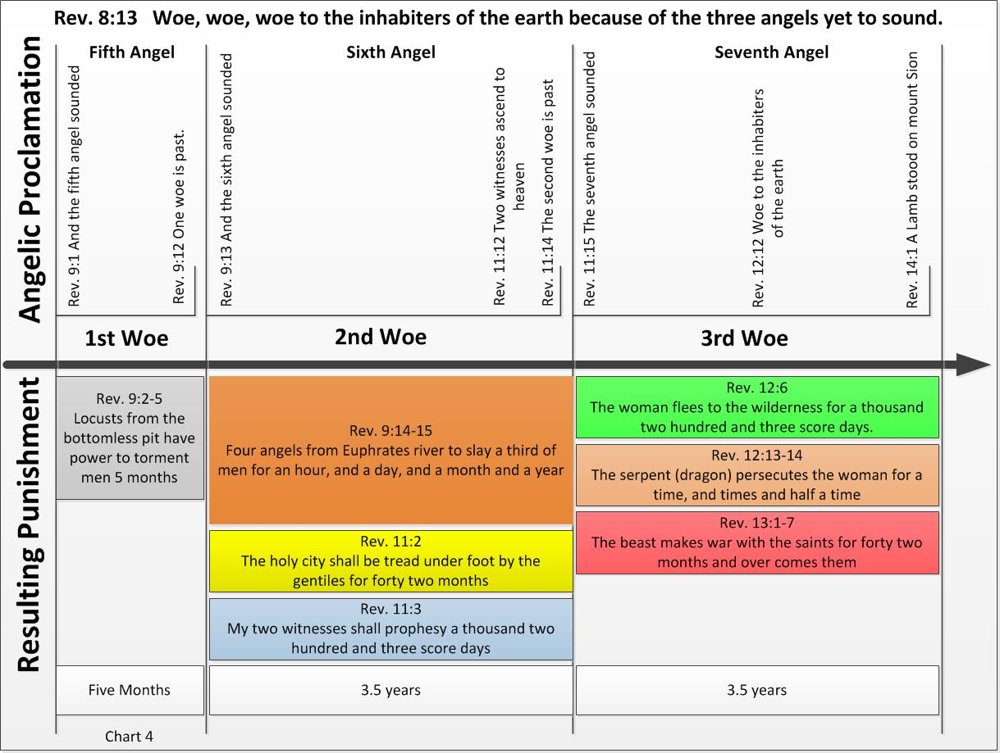 Rev. 8:13   Woe, woe, woe to the inhabiters of the earth because of the three angels yet to sound.
Angelic Proclamation
Fifth Angel
Rev. 9:1 And the fifth angel sounded
Rev. 9:12 One woe is past.
Sixth Angel
Rev. 9:13 And the sixth angel sounded
Rev. 11:12 Two witnesses ascend to
heaven
Rev. 11:14 The second woe is past
Seventh Angel
Rev. 11:15 The seventh angel sounded
Rev. 12:12 Woe to the inhabiters
of the earth
Rev. 14:1 A Lamb stood on mount Sion
1st Woe
2nd Woe
3rd Woe
Resulting Punishment
Rev. 9:2-5
Locusts from the
bottomless pit have
power to torment
men 5 months
Rev. 9:14-15
Four angels from Euphrates river to slay a third of
men for an hour, and a day, and a month and a year
Rev. 11:2
The holy city shall be tread under foot by the
gentiles for forty two months
Rev. 11:3
My two witnesses shall prophesy a thousand two
hundred and three score days
Rev. 12:6
The woman flees to the wilderness for a thousand
two hundred and three score days.
Rev. 12:13-14
The serpent (dragon) persecutes the woman for a
time, and times and half a time
Rev. 13:1-7
The beast makes war with the saints for forty two
months and over comes them
Five Months
3.5 years
3.5 years
Chart 4